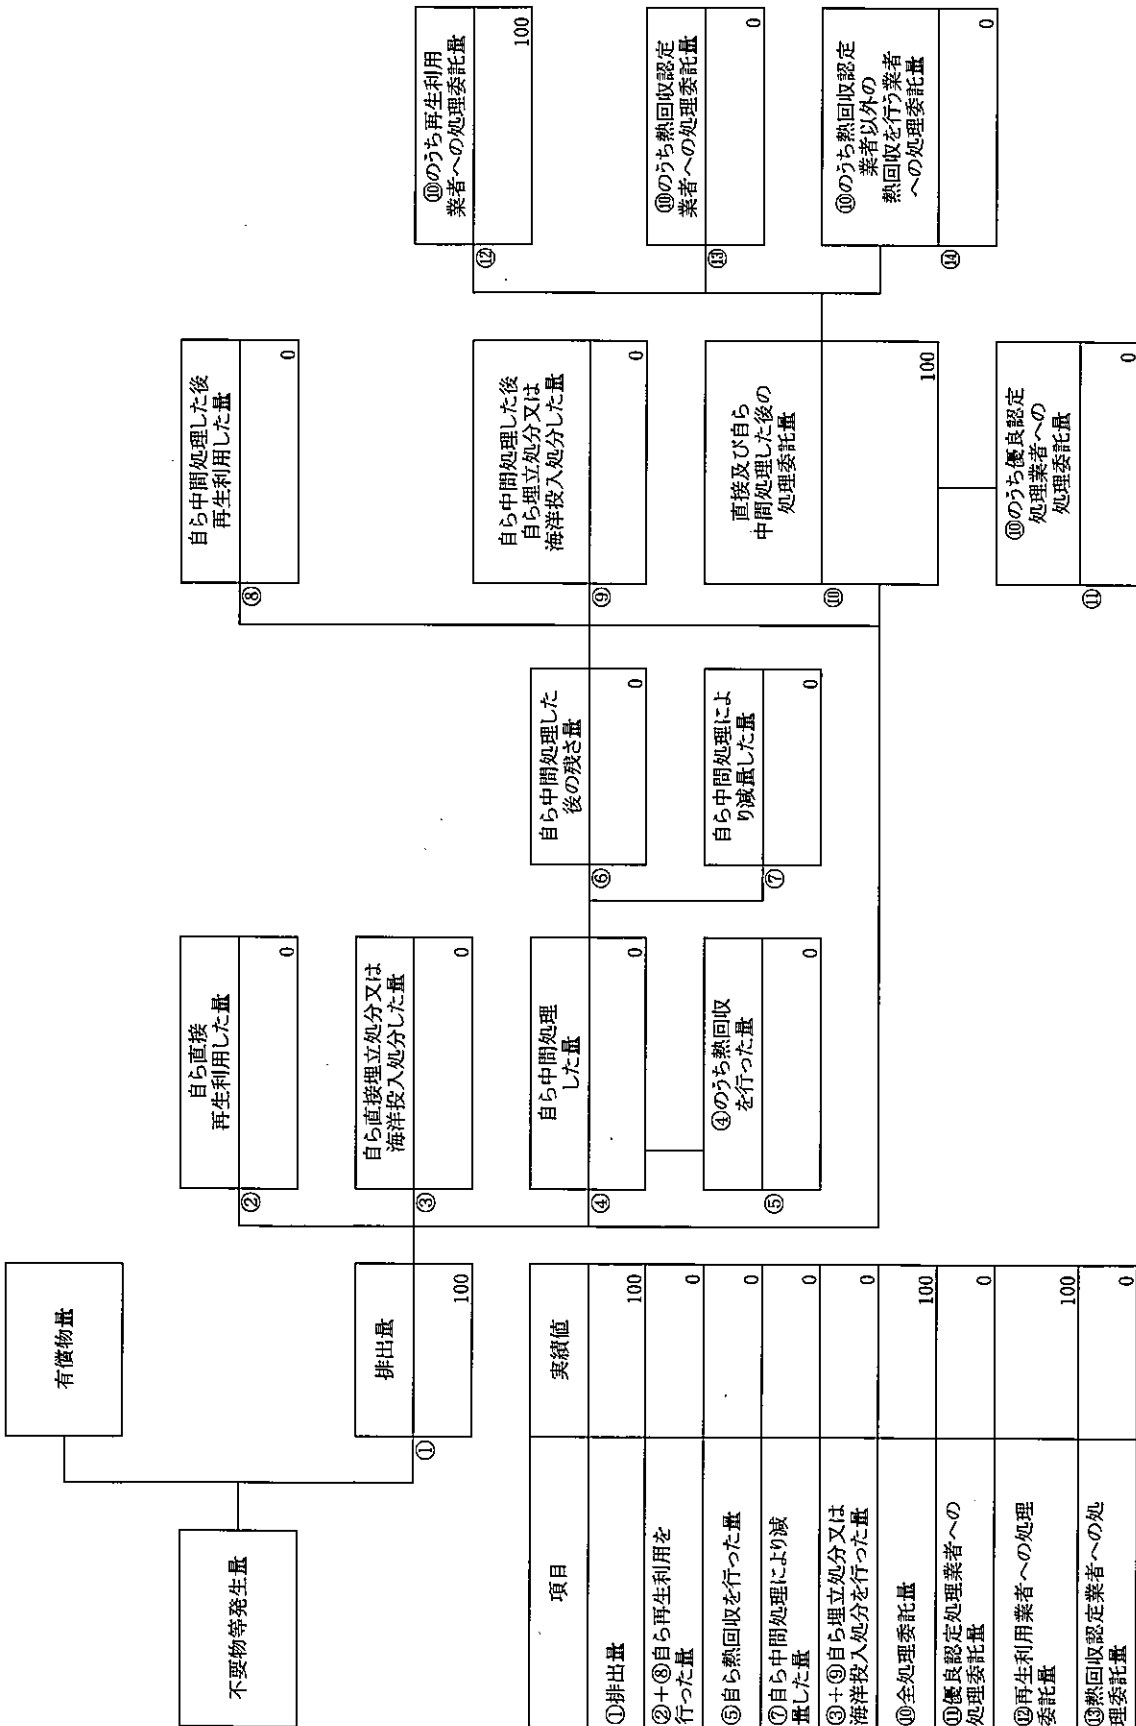 不要物等発生量
有償物量
①
排出量
100
②
自ら直接
再生利用した量
0
③
自ら直接埋立処分又は
海洋投入処分した量
0
④
自ら中間処理
した量
0
⑤
④のうち熱回収
を行った量
0
⑥
自ら中間処理した
後の残さ量
0
⑦
自ら中間処理によ
り減量した量
0
⑧
自ら中間処理した後
再生利用した量
0
⑨
自ら中間処理した後
自ら埋立処分又は
海洋投入処分した量
0
⑩
直接及び自ら
中間処理した後の
処理委託量
100
⑪
⑩のうち優良認定
処理業者への
処理委託量
0
⑫
⑩のうち再生利用
業者への処理委託量
100
⑬
⑩のうち熱回収認定
業者への処理委託量
0
⑭
⑩のうち熱回収認定
業者以外の
熱回収を行う業者
への処理委託量
0
項目 実績値
①排出量 100
②+⑧自ら再生利用を
行った量 0
⑤自ら熱回収を行った量 0
⑦自ら中間処理により減
量した量 0
③+⑨自ら埋立処分又は
海洋投入処分を行った量 0
⑩全処理委託量 100
⑪優良認定処理業者への
処理委託量 0
⑫再生利用業者への処理
委託量 100
⑬熱回収認定業者への処
理委託量 0